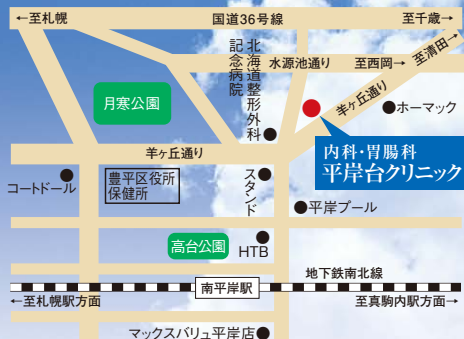 ←至札幌
国道36号線
至千歳→
水源池通り
至西岡→
至清田→
北海道整形外科
記念病院
月寒公園
羊ヶ丘通り
ホーマック
羊ヶ丘通り
内科・胃腸科
平岸台クリニック
コートドール
豊平区役所
保健所
スタンド
平岸プール
高台公園
HTB
地下鉄南北線
南平岸駅
←至札幌駅方面
至真駒内駅方面→
マックスバリュ平岸店